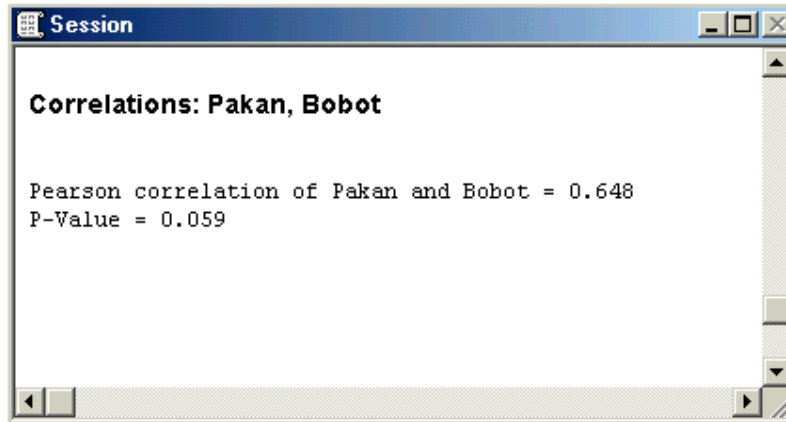 Session
Correlations: Pakan, Bobot
Pearson correlation of Pakan and Bobot = 0.648
P-Value = 0.059